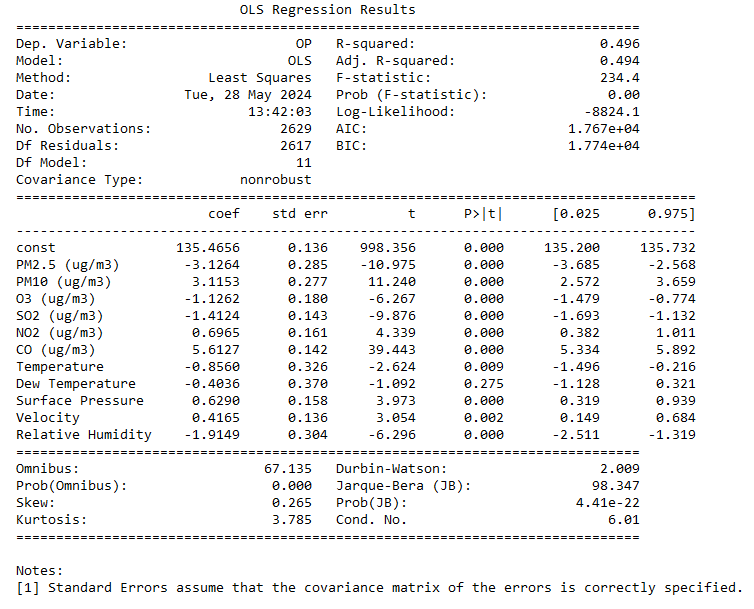 OLS Regression Results
==============================================================================
Dep. Variable: OP R-squared: 0.496
Model: OLS Adj. R-squared: 0.494
Method: Least Squares F-statistic: 234.4
Date: Tue, 28 May 2024 Prob (F-statistic): 0.00
Time: 13:42:03 Log-Likelihood: -8824.1
No. Observations: 2629 AIC: 1.767e+04
Df Residuals: 2617 BIC: 1.774e+04
Df Model: 11
Covariance Type: nonrobust
=====================================================================================
coef std err t P>|t| [0.025 0.975]
-------------------------------------------------------------------------------------
const 135.4656 0.136 998.356 0.000 135.200 135.732
PM2.5 (ug/m3) -3.1264 0.285 -10.975 0.000 -3.685 -2.568
PM10 (ug/m3) 3.1153 0.277 11.240 0.000 2.572 3.659
O3 (ug/m3) -1.1262 0.180 -6.267 0.000 -1.479 -0.774
SO2 (ug/m3) -1.4124 0.143 -9.876 0.000 -1.693 -1.132
NO2 (ug/m3) 0.6965 0.161 4.339 0.000 0.382 1.011
CO (ug/m3) 5.6127 0.142 39.443 0.000 5.334 5.892
Temperature -0.8560 0.326 -2.624 0.009 -1.496 -0.216
Dew Temperature -0.4036 0.370 -1.092 0.275 -1.128 0.321
Surface Pressure 0.6290 0.158 3.973 0.000 0.319 0.939
Velocity 0.4165 0.136 3.054 0.002 0.149 0.684
Relative Humidity -1.9149 0.304 -6.296 0.000 -2.511 -1.319
==============================================================================
Omnibus: 67.135 Durbin-Watson: 2.009
Prob(Omnibus): 0.000 Jarque-Bera (JB): 98.347
Skew: 0.265 Prob(JB): 4.41e-22
Kurtosis: 3.785 Cond. No. 6.01
==============================================================================
Notes:
[1] Standard Errors assume that the covariance matrix of the errors is correctly specified.